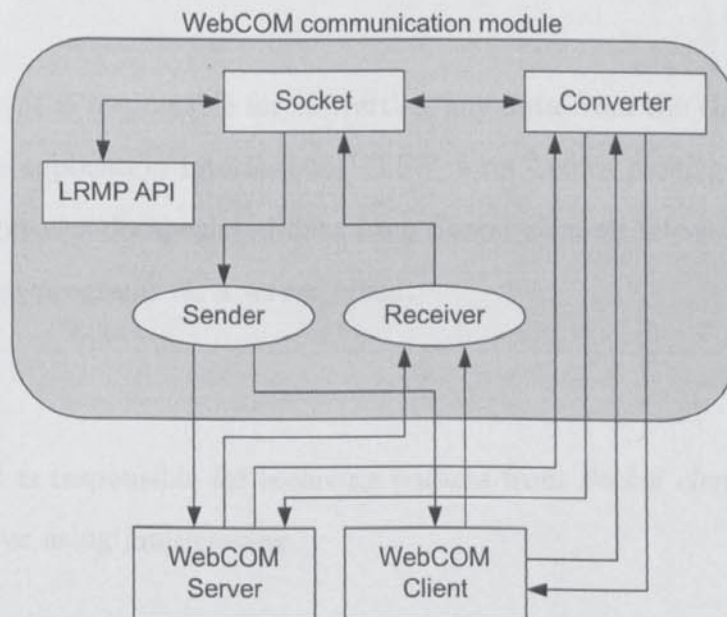 WebCOM communication module
Socket
Converter
LRMP API
Sender
Receiver
WebCOM
Server
WebCOM
Client